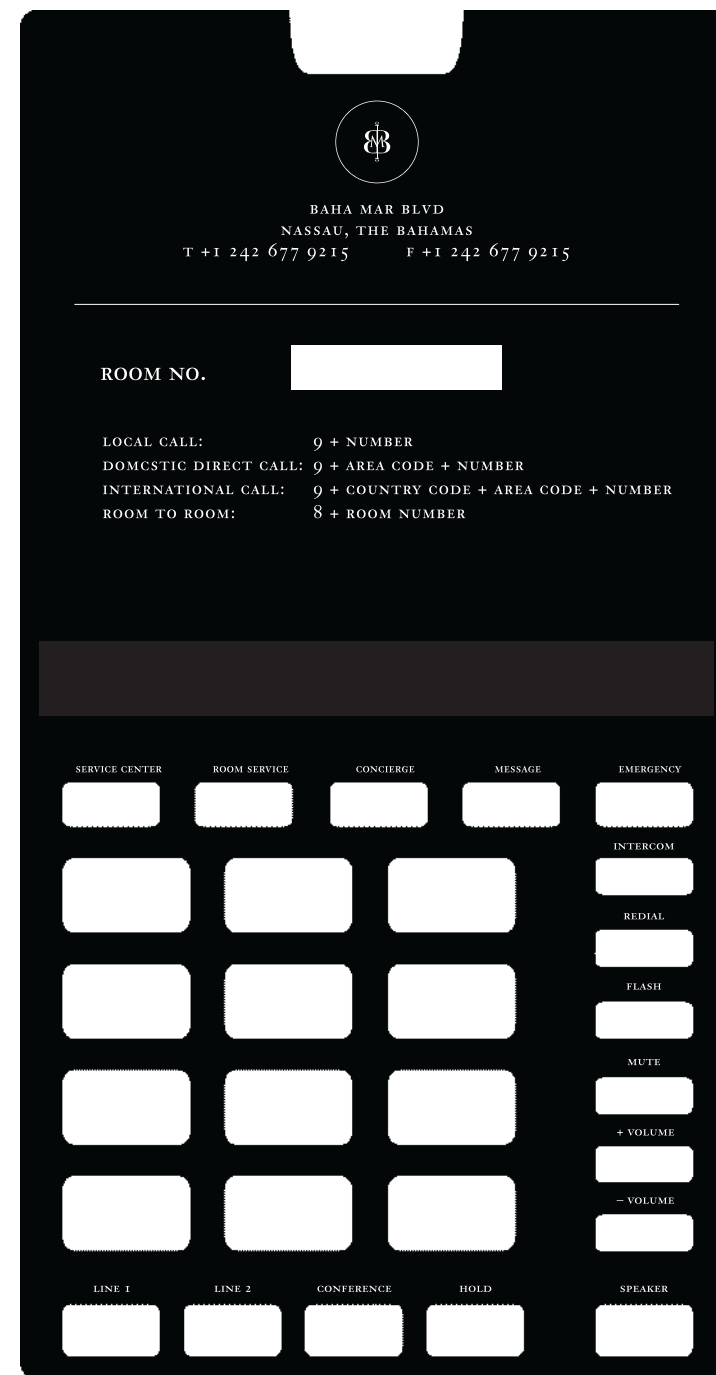 BAHA MAR BLVD
NASSAU, THE BAHAMAS
T +1 242 677 9215 F +1 242 677 9215
ROOM NO.
LOCAL CALL: 9 + NUMBER
DOMCSTIC DIRECT CALL: 9 + AREA CODE + NUMBER
INTERNATIONAL CALL: 9 + COUNTRY CODE + AREA CODE + NUMBER
ROOM TO ROOM: 8 + ROOM NUMBER
SERVICE CENTER ROOM SERVICE CONCIERGE MESSAGE EMERGENCY
INTERCOM
REDIAL
FLASH
MUTE
+ VOLUME
– VOLUME
LINE 1 LINE 2 CONFERENCE HOLD SPEAKER